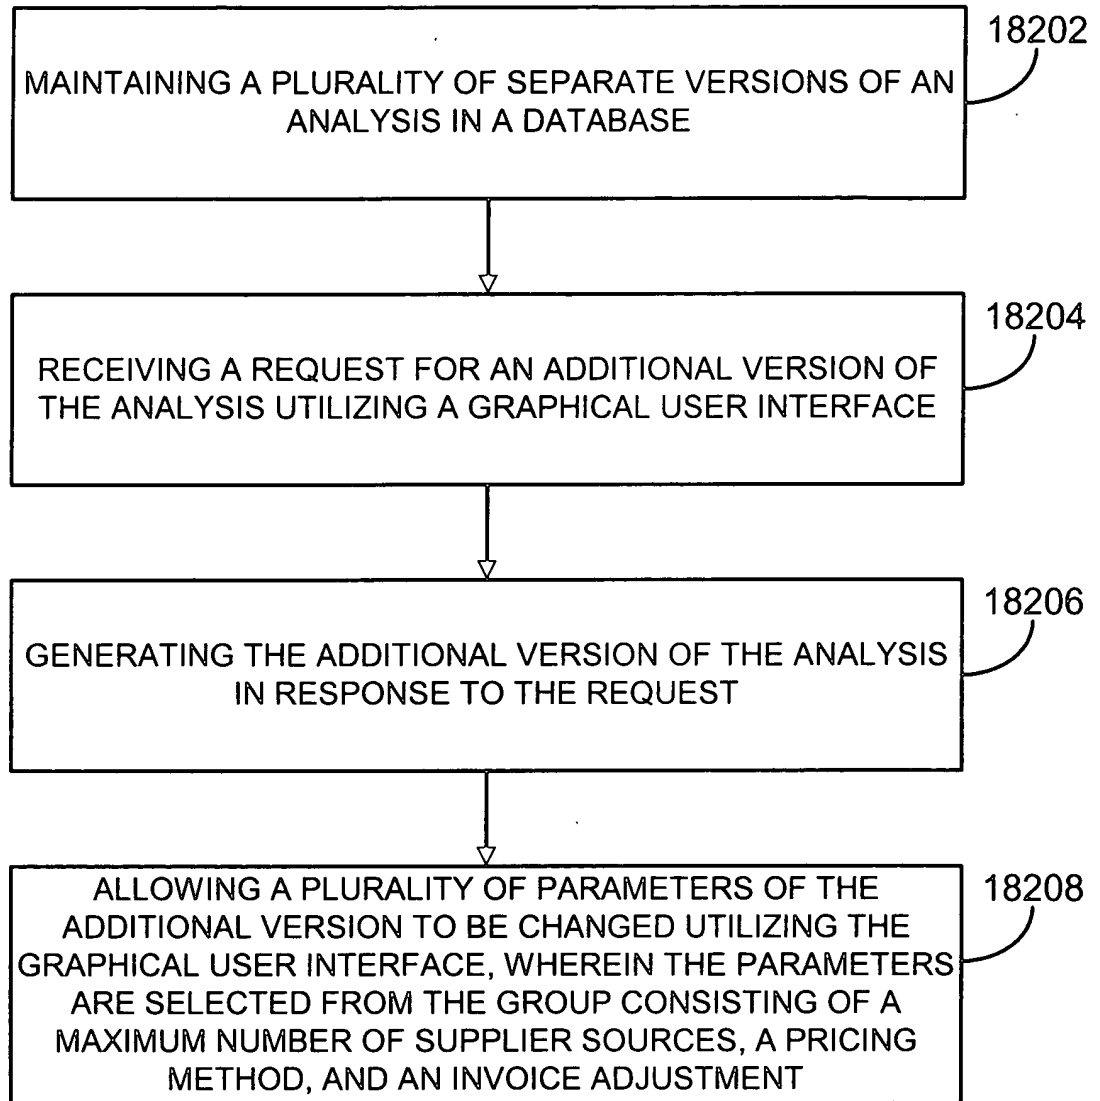 18202
MAINTAINING A PLURALITY OF SEPARATE VERSIONS OF AN
ANALYSIS IN A DATABASE
18204
RECEIVING A REQUEST FOR AN ADDITIONAL VERSION OF
THE ANALYSIS UTILIZING A GRAPHICAL USER INTERFACE
18206
GENERATING THE ADDITIONAL VERSION OF THE ANALYSIS
IN RESPONSE TO THE REQUEST
18208
ALLOWING A PLURALITY OF PARAMETERS OF THE
ADDITIONAL VERSION TO BE CHANGED UTILIZING THE
GRAPHICAL USER INTERFACE, WHEREIN THE PARAMETERS
ARE SELECTED FROM THE GROUP CONSISTING OF A
MAXIMUM NUMBER OF SUPPLIER SOURCES, A PRICING
METHOD, AND AN INVOICE ADJUSTMENT